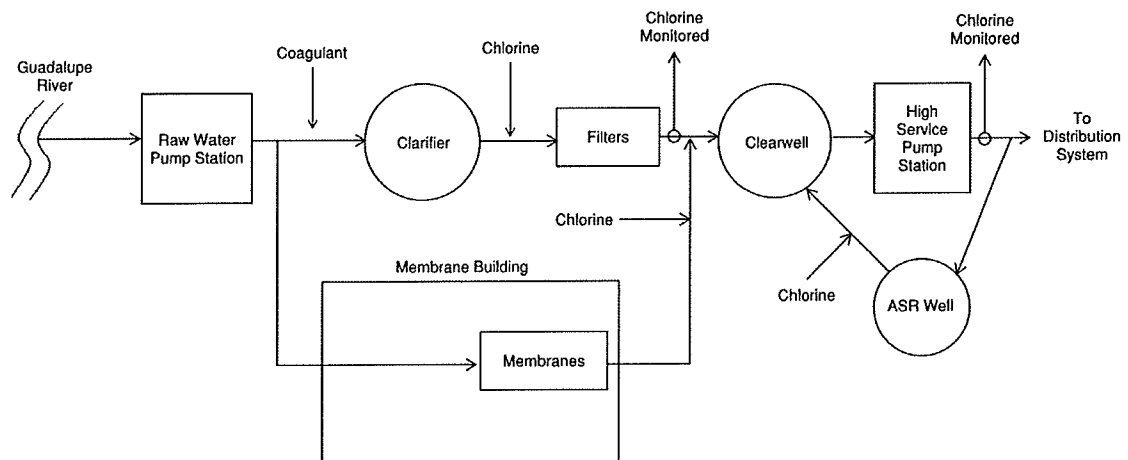 Guadalupe
River
Raw Water
Pump Station
Coagulant
Clarifier
Chlorine
Filters
Chlorine
Monitored
Clearwell
High
Service
Pump
Station
Chlorine
Monitored
To
Distribution
System
Chlorine
Membrane Building
Membranes
Chlorine
ASR Well